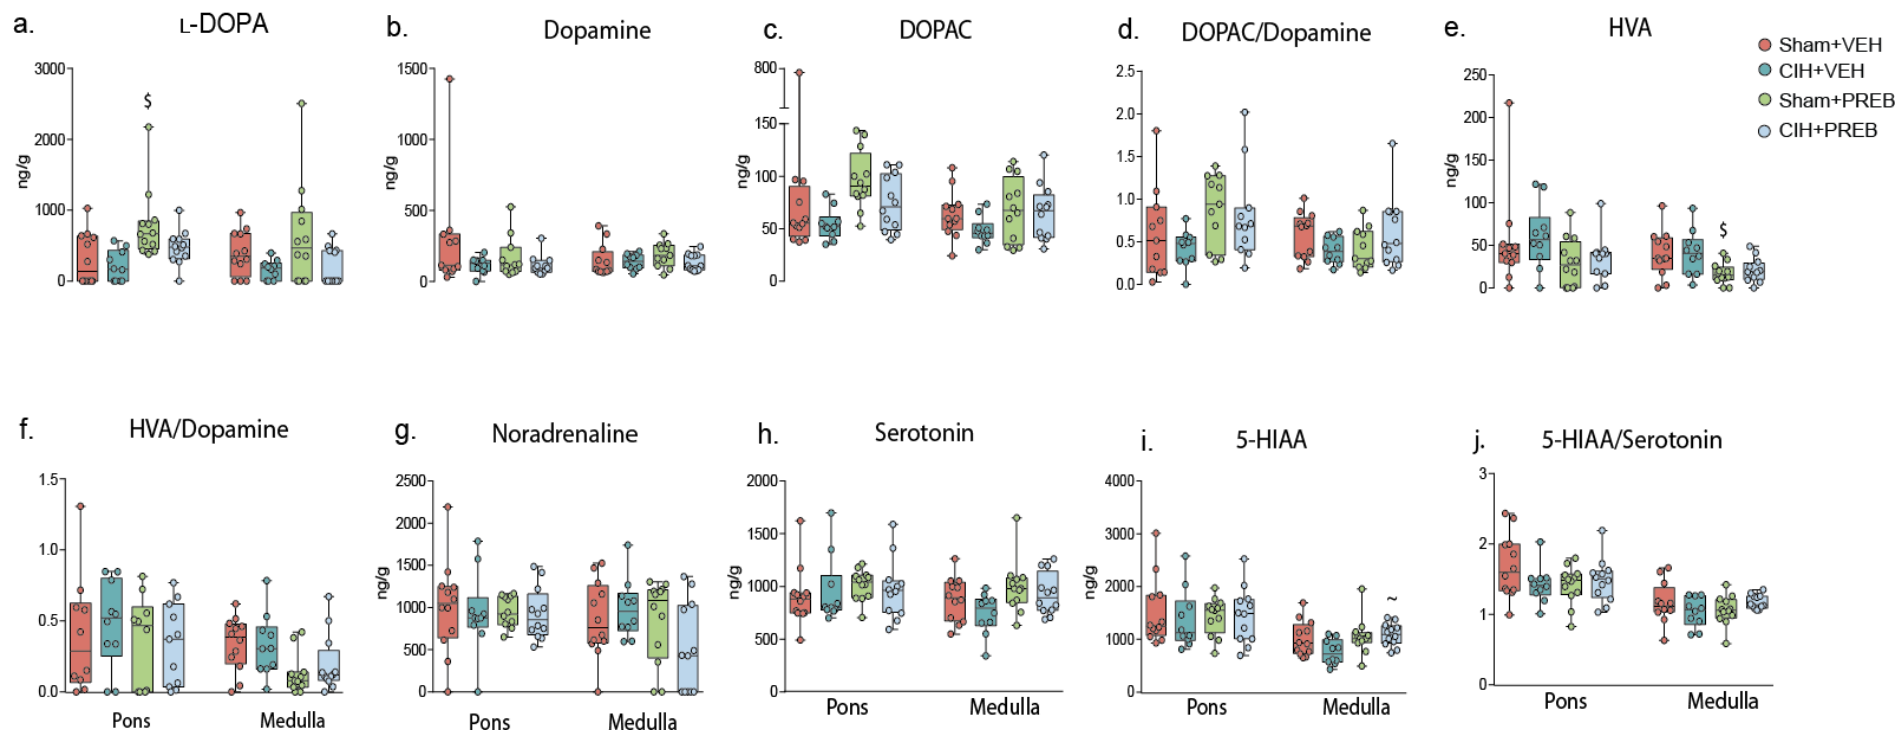 a. L-DOPA
3000
2000
1000
0
ng/g
$
b. Dopamine
1500
1000
500
0
ng/g
c. DOPAC
800
150
100
50
0
ng/g
d. DOPAC/Dopamine
2.5
2.0
1.5
1.0
0.5
0.0
e. HVA
250
200
150
100
50
0
ng/g
$
Sham+VEH
CIH+VEH
Sham+PREB
CIH+PREB
f. HVA/Dopamine
1.5
1.0
0.5
0.0
Pons Medulla
g. Noradrenaline
2500
2000
1500
1000
500
0
ng/g
Pons Medulla
h. Serotonin
2000
1500
1000
500
0
ng/g
Pons Medulla
i. 5-HIAA
4000
3000
2000
1000
0
ng/g
~
Pons Medulla
j. 5-HIAA/Serotonin
3
2
1
0
Pons Medulla